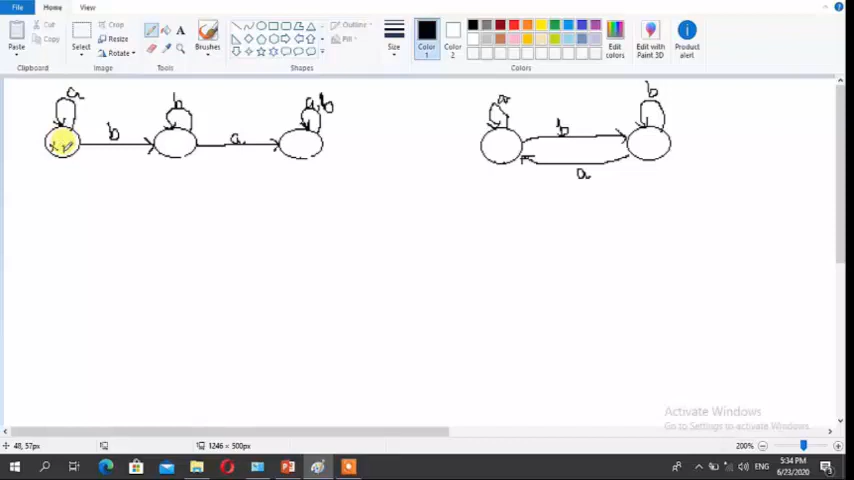 File Home View
Paste
Cut
Copy
Clipboard
Select
Crop
Resize
Rotate
Image
Tools
A
Brushes
Shapes
Outline
Fill
Size
Color 1
Color 2
Colors
Edit colors
Edit with Paint 3D
Product alert
a b a,b a b
b a b
a
Activate Windows
Go to Settings to activate Windows.
48, 57px
1246 × 500px
200%
ENG
5:34 PM
6/23/2020